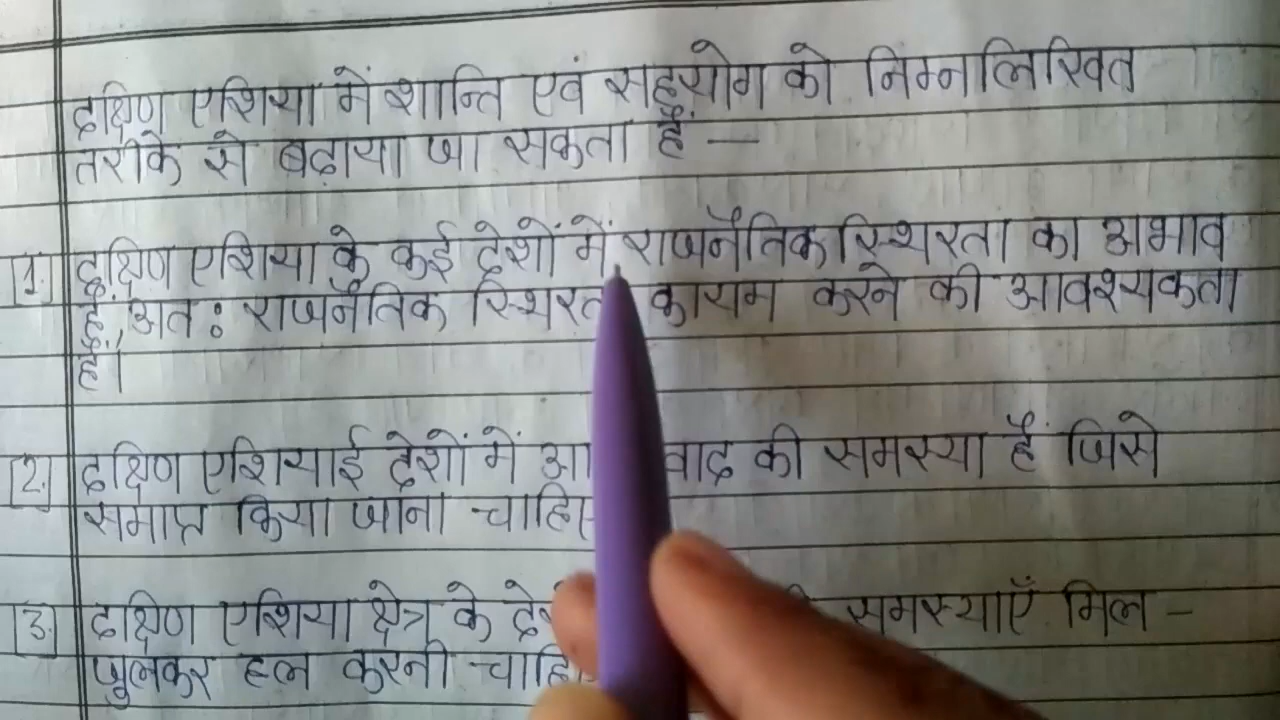 दक्षिण एशिया में शान्ति एवं सहयोग को निम्नलिखित
तरीके से बढ़ाया जा सकता है —
1. दक्षिण एशिया के कई देशों में राजनैतिक स्थिरता का अभाव
है, अत: राजनैतिक स्थिरता कायम करने की आवश्यकता
है।
2. दक्षिण एशियाई देशों में की समस्या है जिसे
समाप्त किया जाना
3. दक्षिण एशिया क्षेत्र के समस्याएँ मिल -
जुलकर हल करनी